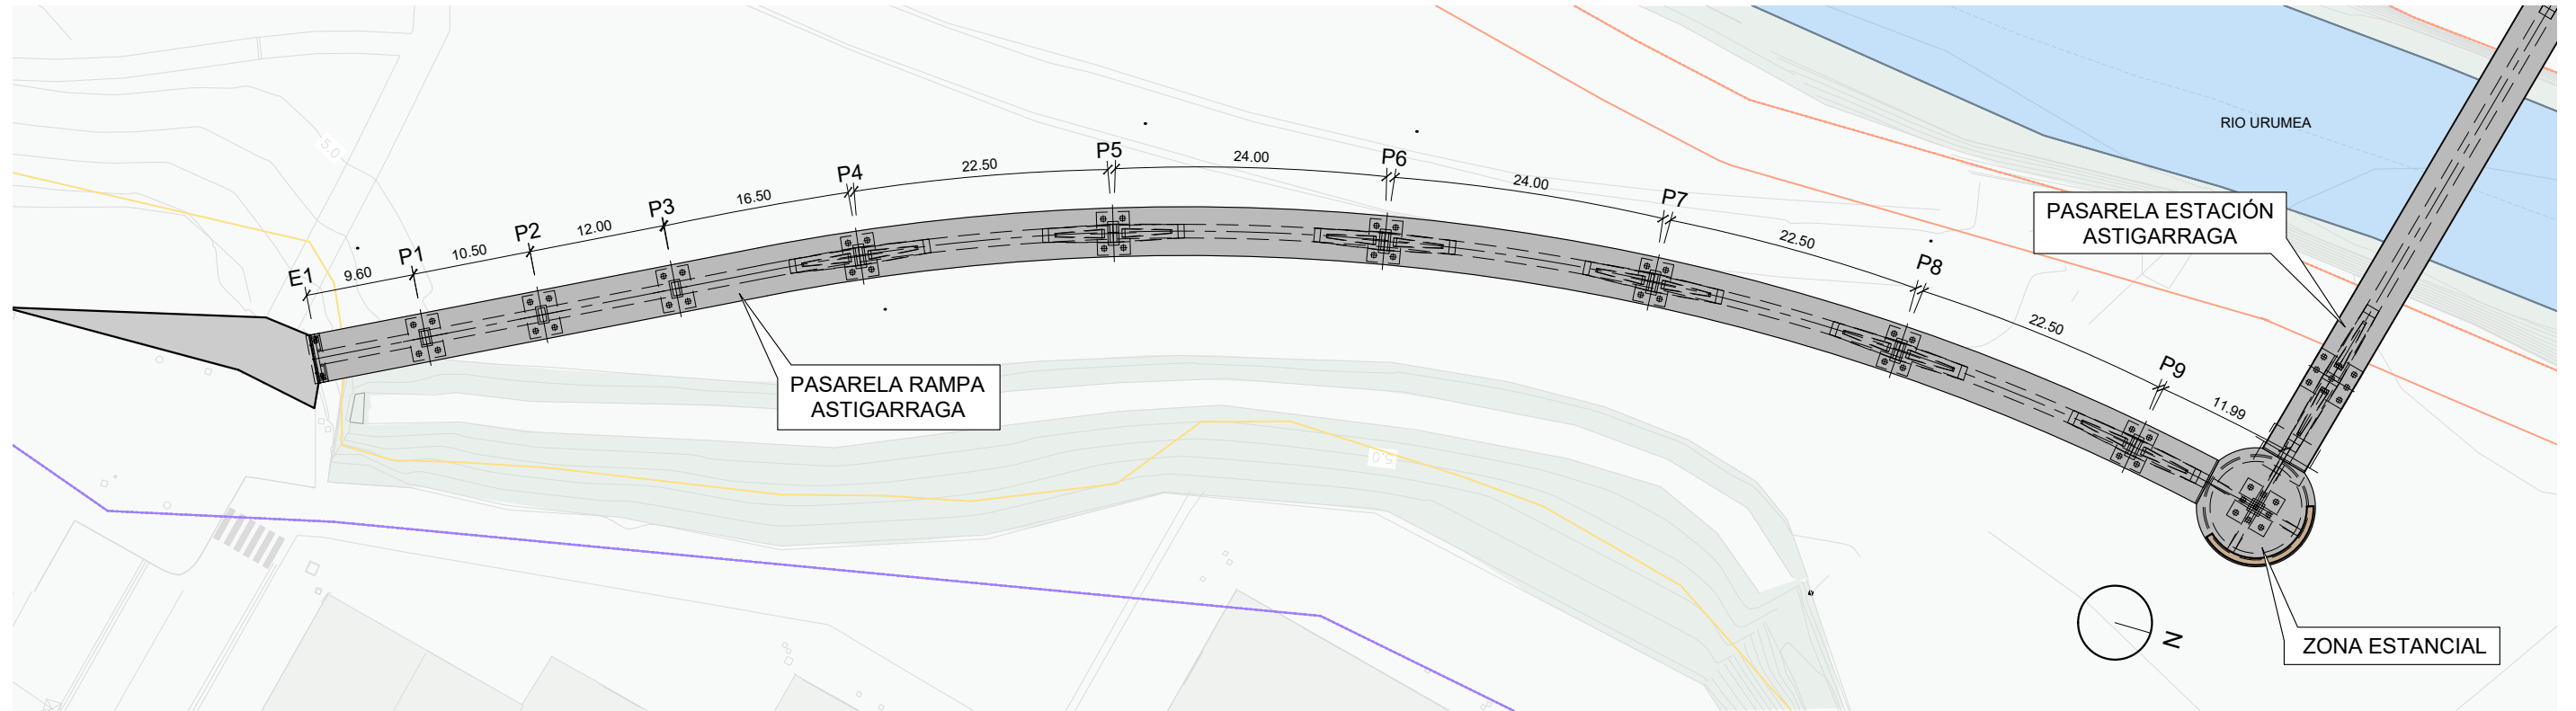 RIO URUMEA
PASARELA ESTACIÓN
ASTIGARRAGA
E1
9.60
P1
10.50
P2
12.00
P3
16.50
P4
22.50
P5
24.00
P6
24.00
P7
22.50
P8
22.50
P9
11.99
5.0
PASARELA RAMPA
ASTIGARRAGA
5.0
N
ZONA ESTANCIAL